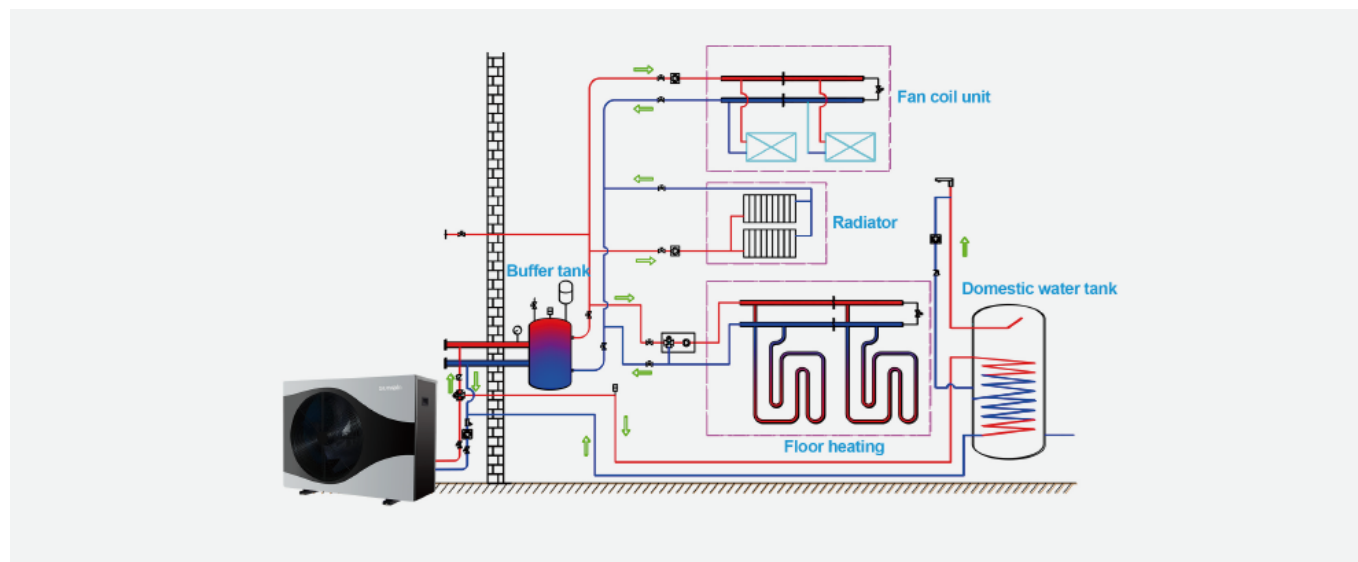 Fan coil unit
Radiator
Buffer tank
Domestic water tank
Floor heating